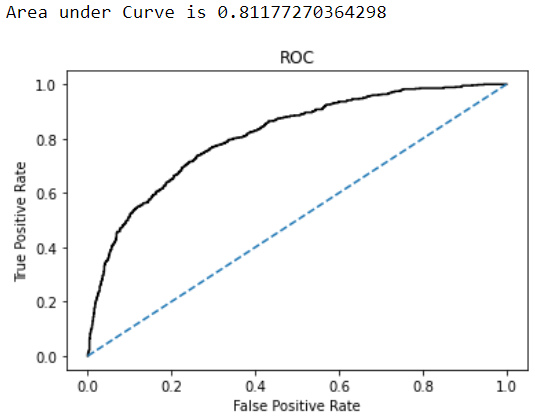 Area under Curve is 0.81177270364298
ROC
1.0
0.8
0.6
0.4
0.2
0.0
True Positive Rate
0.0 0.2 0.4 0.6 0.8 1.0
False Positive Rate